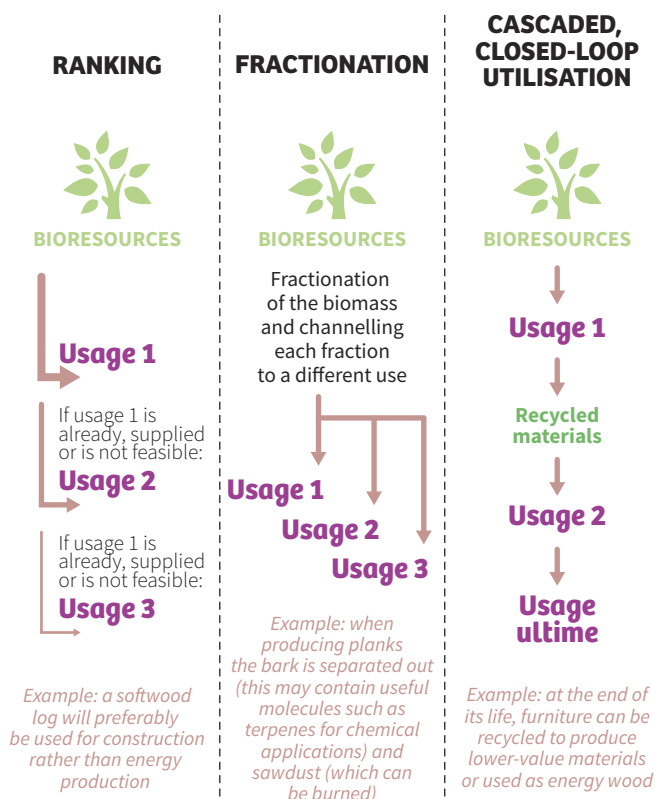 RANKING
BIORESOURCES
Usage 1
If usage 1 is
already, supplied
or is not feasible:
Usage 2
If usage 1 is
already, supplied
or is not feasible:
Usage 3
Example: a softwood
log will preferably
be used for construction
rather than energy
production
FRACTIONATION
BIORESOURCES
Fractionation
of the biomass
and channelling
each fraction
to a different use
Usage 1
Usage 2
Usage 3
Example: when
producing planks
the bark is separated out
(this may contain useful
molecules such as
terpenes for chemical
applications) and
sawdust (which can
be burned)
CASCADED,
CLOSED-LOOP
UTILISATION
BIORESOURCES
Usage 1
Recycled
materials
Usage 2
Usage
ultime
Example: at the end of
its life, furniture can be
recycled to produce
lower-value materials
or used as energy wood